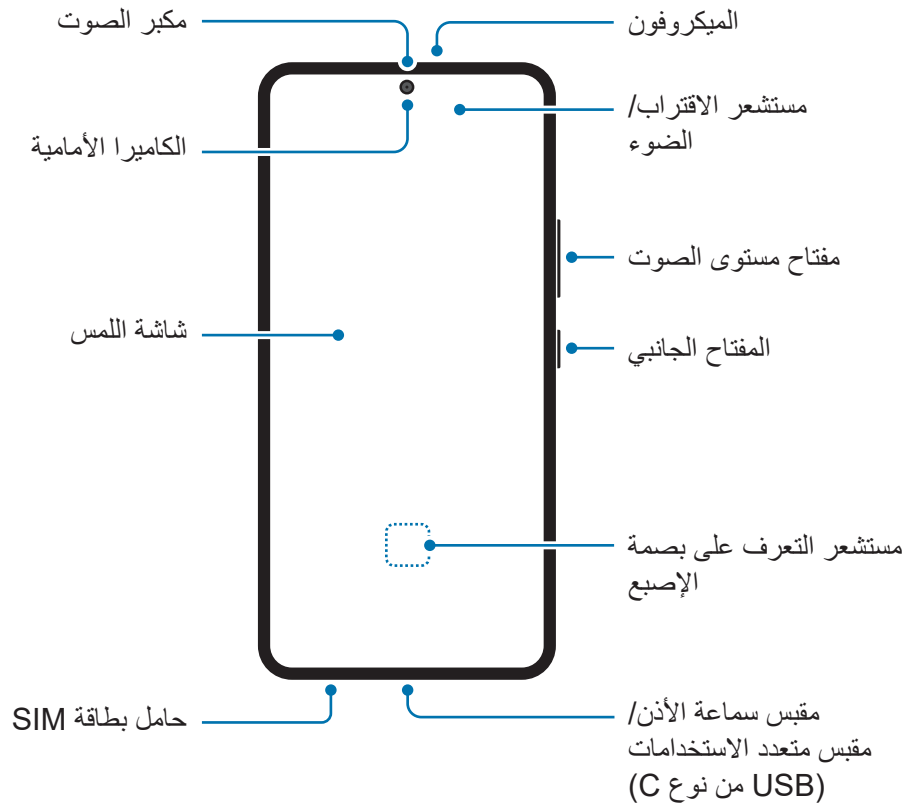 الميكروفون
مكبر الصوت
مستشعر الاقتراب/
الضوء
الكاميرا الأمامية
مفتاح مستوى الصوت
شاشة اللمس
المفتاح الجانبي
مستشعر التعرف على بصمة
الإصبع
مقبس سماعة الأذن/
مقبس متعدد الاستخدامات
(USB من نوع C)
حامل بطاقة SIM